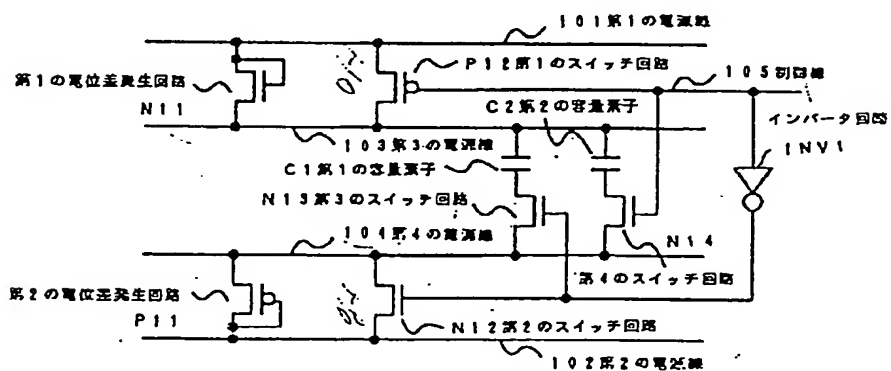 101第1の電源線
P12第1のスイッチ回路
第1の電位差発生回路
N11
105制御線
C2第2の容量素子
インバータ回路
INV1
103第3の電源線
C1第1の容量素子
N13第3のスイッチ回路
104第4の電源線
N14
第4のスイッチ回路
第2の電位差発生回路
P11
N12第2のスイッチ回路
102第2の電源線